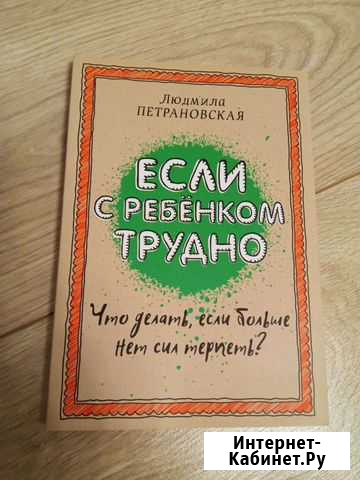 Людмила
ПЕТРАНОВСКАЯ
ЕСЛИ
С РЕБЁНКОМ
ТРУДНО
Что делать, если больше
нет сил терпеть?
Интернет-
Кабинет.Ру